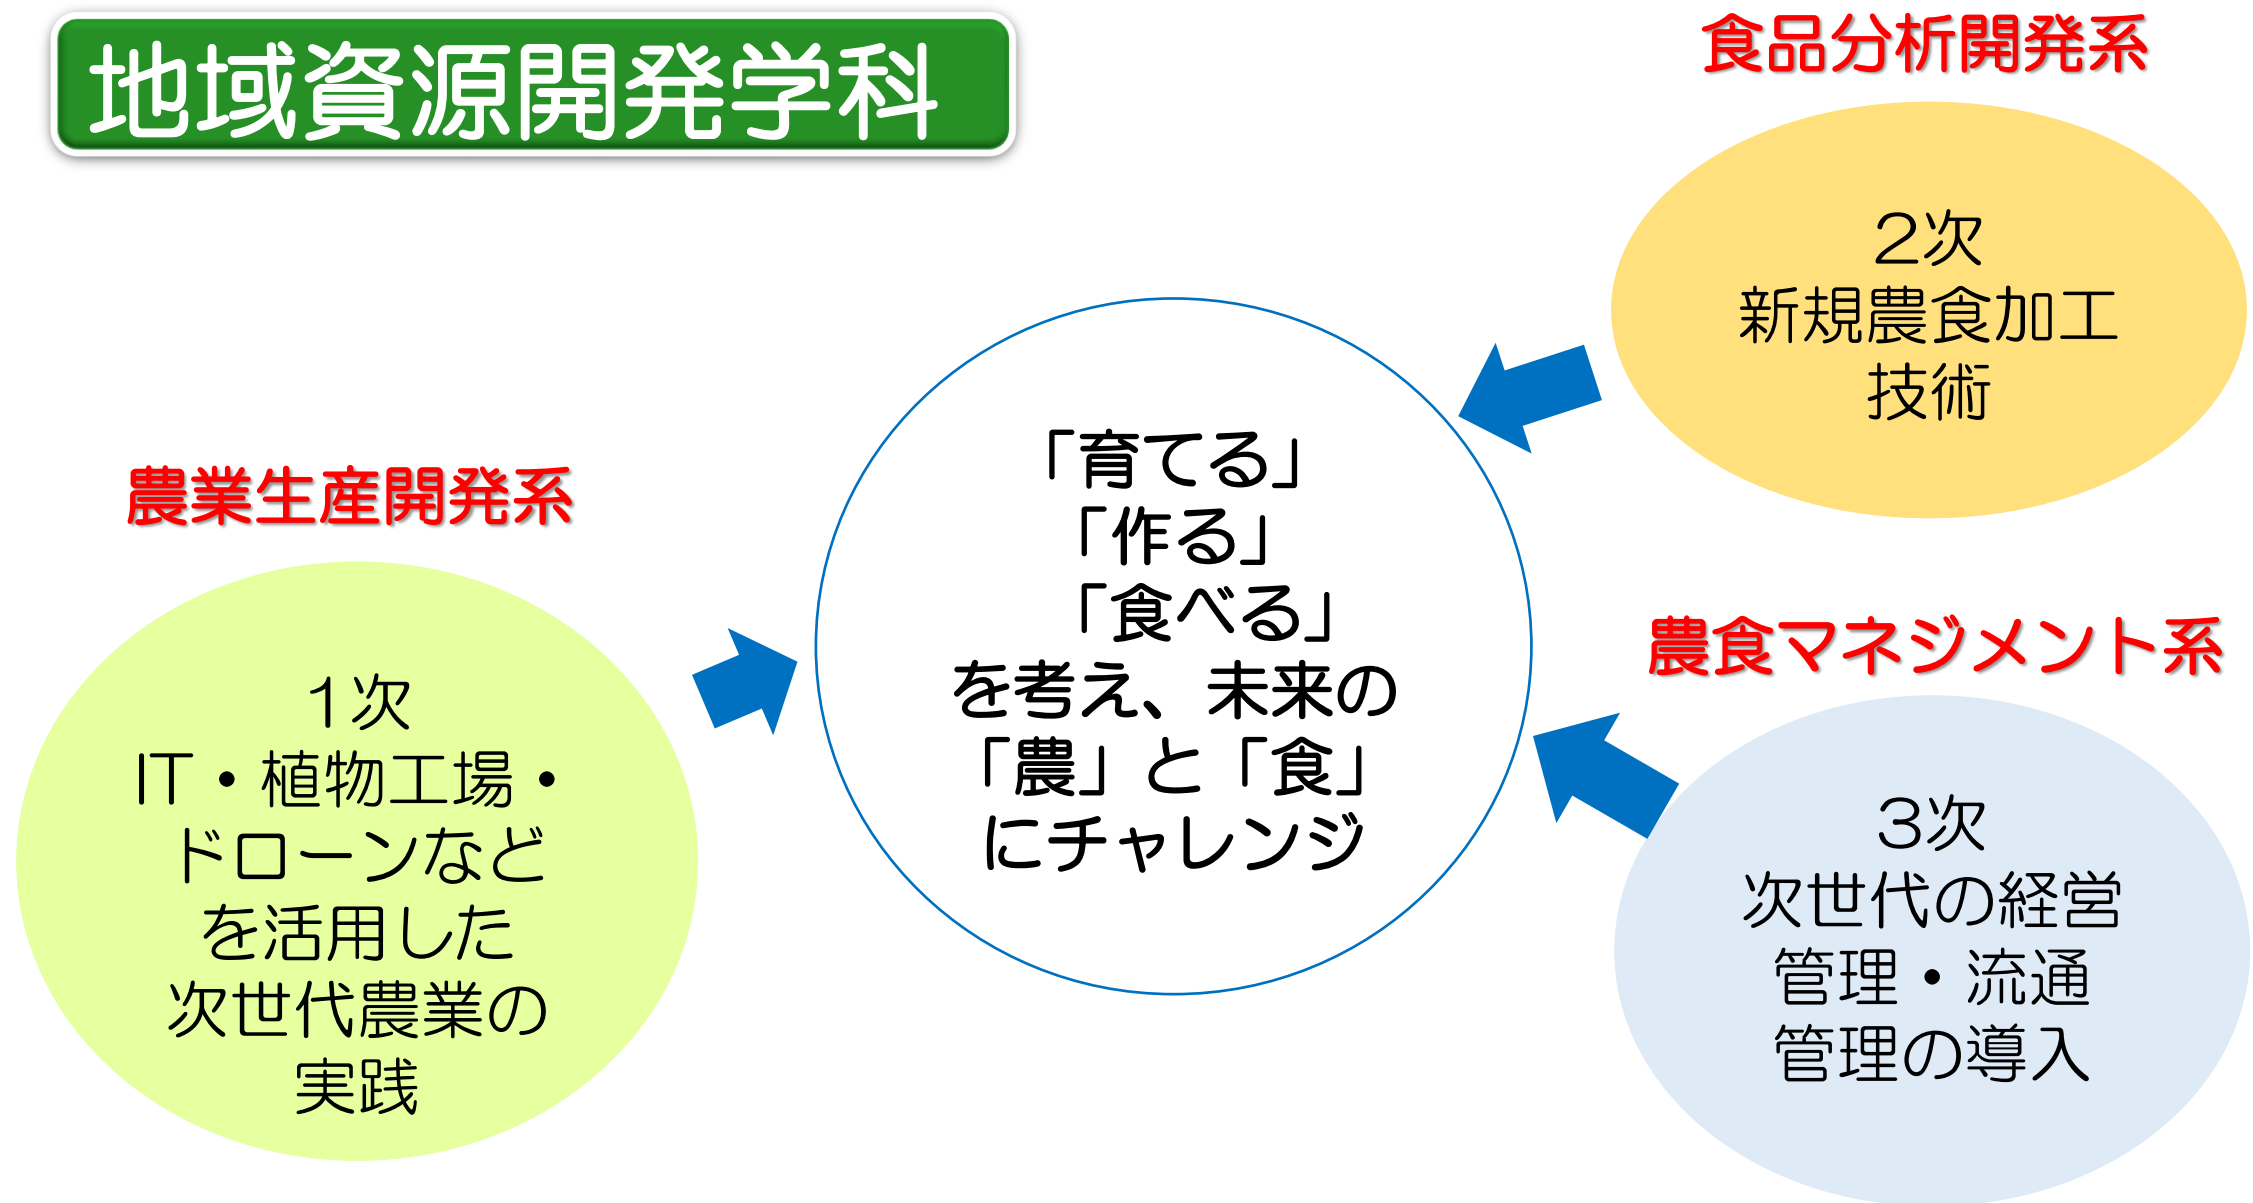 地域資源開発学科
食品分析開発系
2次
新規農食加工
技術
「育てる」
「作る」
「食べる」
を考え、未来の
「農」と「食」
にチャレンジ
農業生産開発系
1次
IT・植物工場・
ドローンなど
を活用した
次世代農業の
実践
農食マネジメント系
3次
次世代の経営
管理・流通
管理の導入